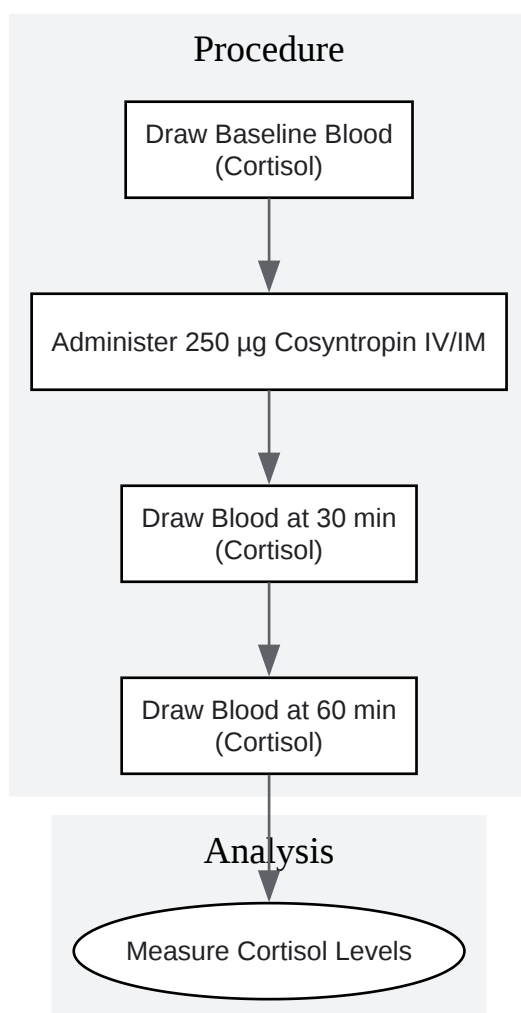 Procedure
Draw Baseline Blood
(Cortisol)
Administer 250 µg Cosyntropin IV/IM
Draw Blood at 30 min
(Cortisol)
Draw Blood at 60 min
(Cortisol)
Analysis
Measure Cortisol Levels